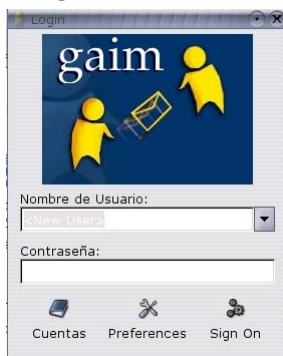 Login
gaim
Nombre de Usuario:
<New User>
Contraseña:
Cuentas Preferences Sign On